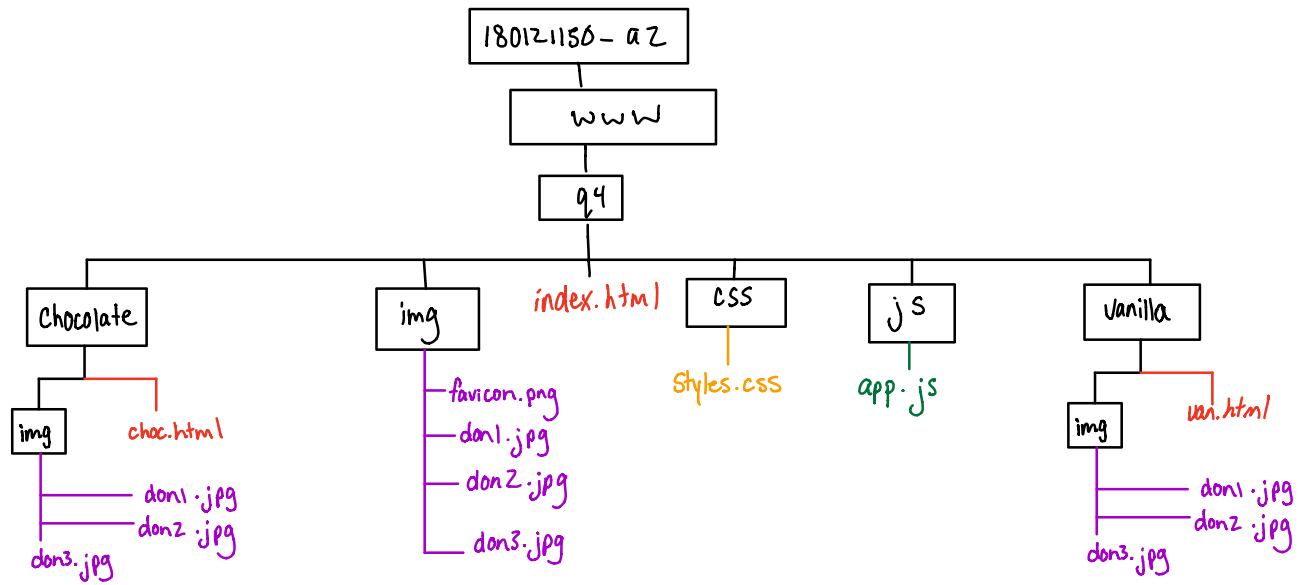 180121150-a2
www
q4
chocolate
img
index.html
css
js
vanilla
styles.css
app.js
favicon.png
img
choc.html
don1.jpg
img
van.html
don2.jpg
don1.jpg
don2.jpg
don3.jpg
don3.jpg
don1.jpg
don2.jpg
don3.jpg